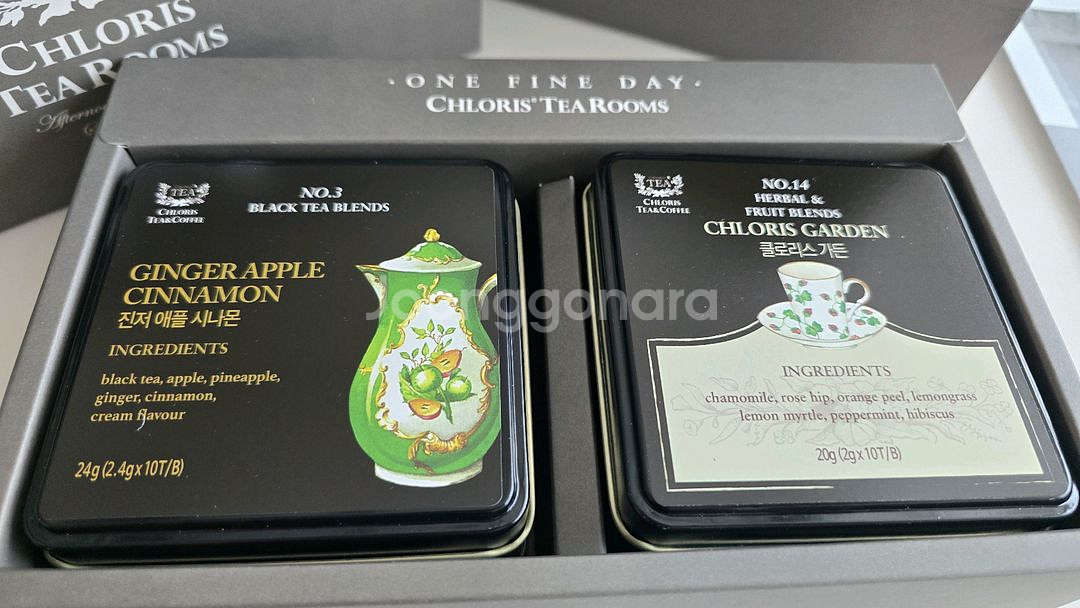 CHLORIS
TEA ROOMS
· ONE FINE DAY ·
CHLORIS® TEA ROOMS
TEA
CHLORIS
TEA&COFFEE
NO.3
BLACK TEA BLENDS
GINGER APPLE
CINNAMON
진저 애플 시나몬
INGREDIENTS
black tea, apple, pineapple,
ginger, cinnamon,
cream flavour
24g (2.4g x 10T/B)
TEA
CHLORIS
TEA&COFFEE
NO.14
HERBAL &
FRUIT BLENDS
CHLORIS GARDEN
클로리스 가든
INGREDIENTS
chamomile, rose hip, orange peel, lemongrass
lemon myrtle, peppermint, hibiscus
20g (2g x 10T/B)
Joonggonara